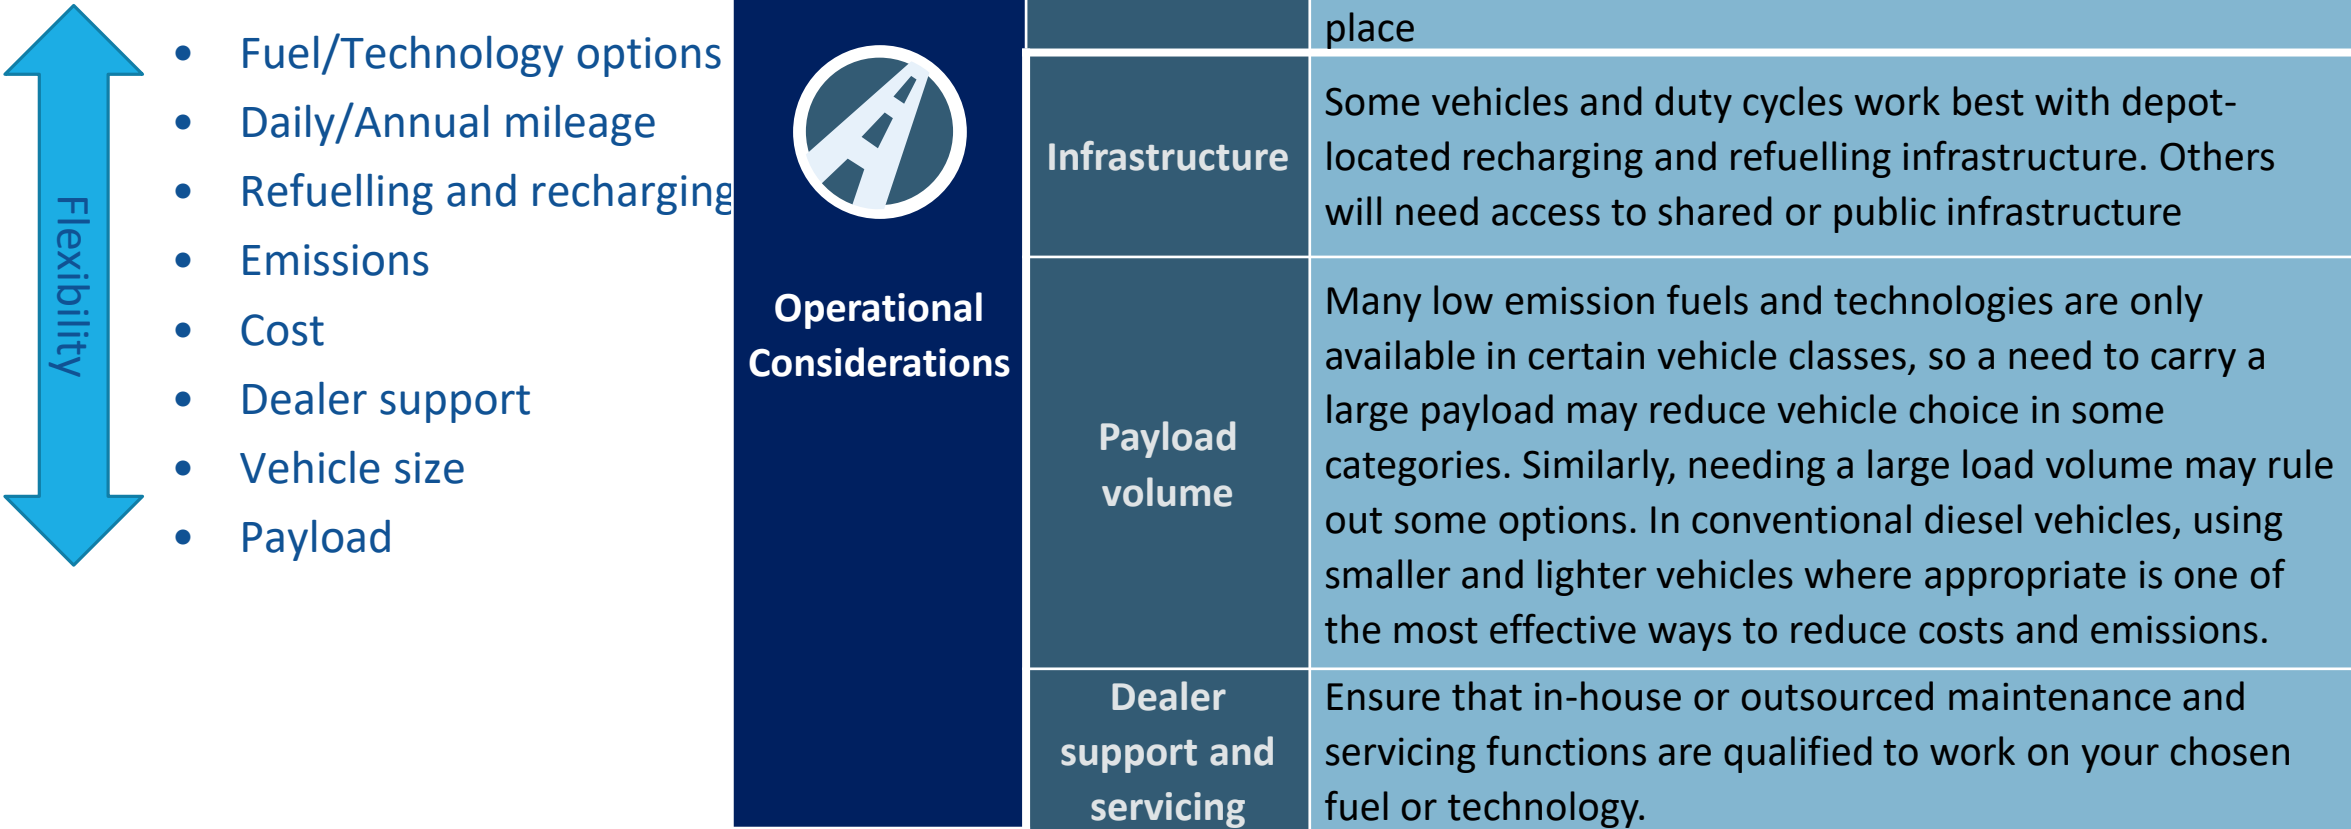 Flexibility
• Fuel/Technology options
• Daily/Annual mileage
• Refuelling and recharging
• Emissions
• Cost
• Dealer support
• Vehicle size
• Payload
Operational
Considerations
place
Infrastructure
Some vehicles and duty cycles work best with depot-
located recharging and refuelling infrastructure. Others
will need access to shared or public infrastructure
Payload
volume
Many low emission fuels and technologies are only
available in certain vehicle classes, so a need to carry a
large payload may reduce vehicle choice in some
categories. Similarly, needing a large load volume may rule
out some options. In conventional diesel vehicles, using
smaller and lighter vehicles where appropriate is one of
the most effective ways to reduce costs and emissions.
Dealer
support and
servicing
Ensure that in-house or outsourced maintenance and
servicing functions are qualified to work on your chosen
fuel or technology.